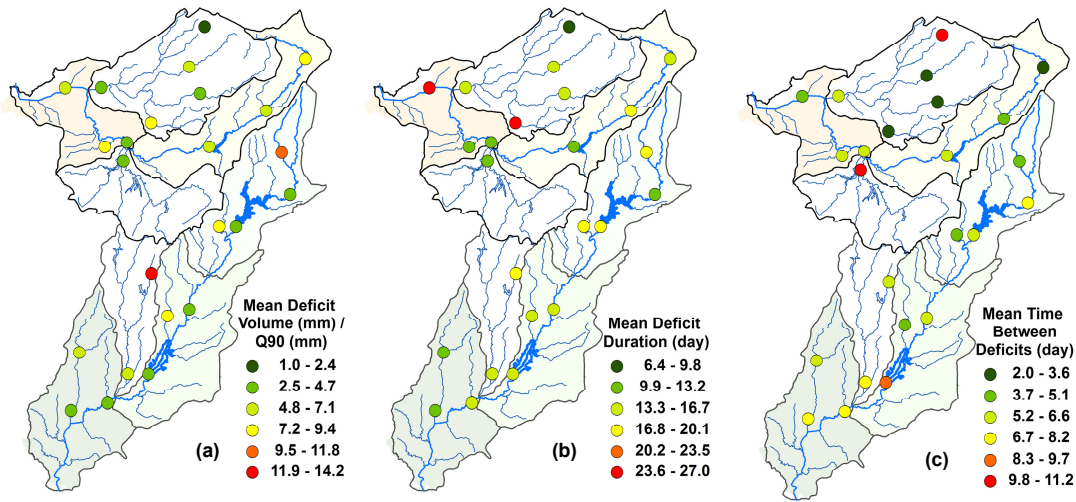 Mean Deficit
Volume (mm) /
Q90 (mm)
1.0 - 2.4
2.5 - 4.7
4.8 - 7.1
7.2 - 9.4
9.5 - 11.8
11.9 - 14.2
(a)
Mean Deficit
Duration (day)
6.4 - 9.8
9.9 - 13.2
13.3 - 16.7
16.8 - 20.1
20.2 - 23.5
23.6 - 27.0
(b)
Mean Time
Between
Deficits (day)
2.0 - 3.6
3.7 - 5.1
5.2 - 6.6
6.7 - 8.2
8.3 - 9.7
9.8 - 11.2
(c)